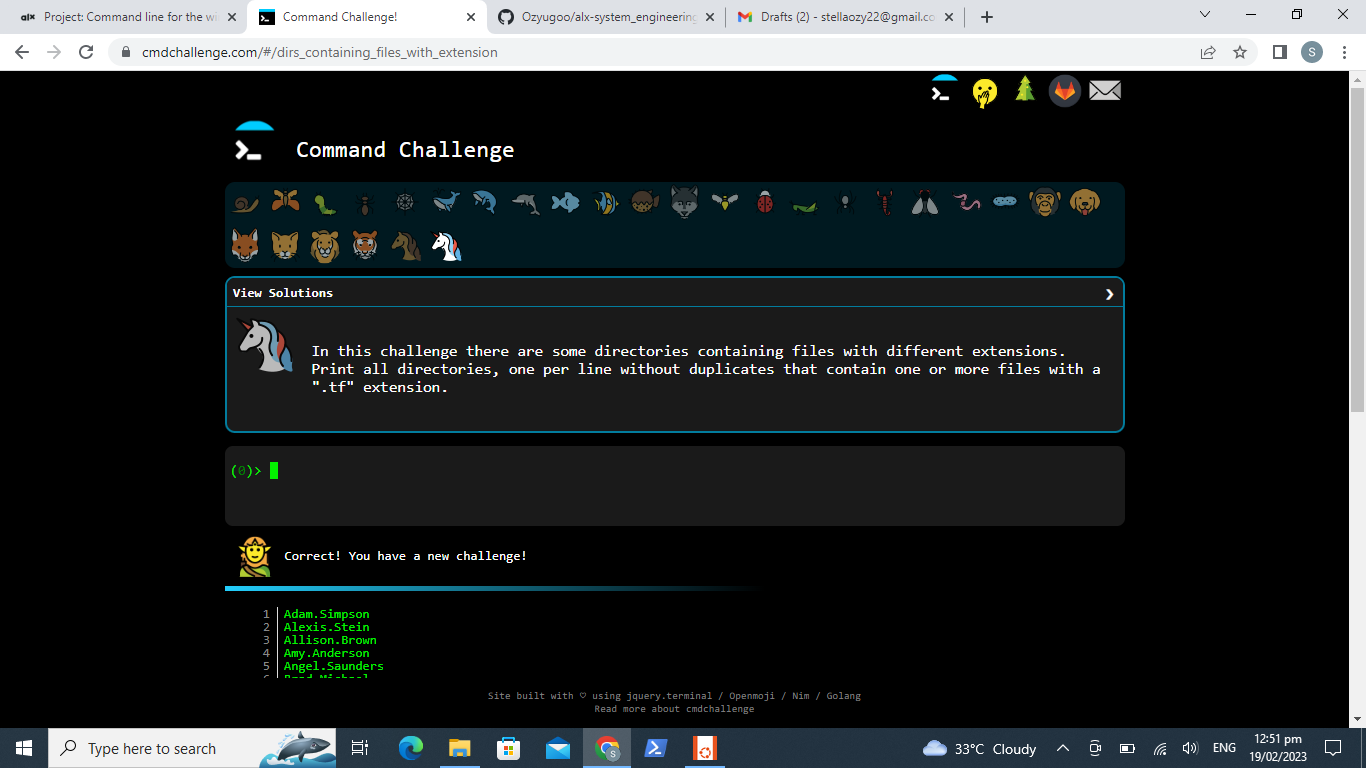 alx Project: Command line for the wi
Command Challenge!
Ozyugoo/alx-system_engineering
Drafts (2) - stellaozy22@gmail.co
cmdchallenge.com/#/dirs_containing_files_with_extension
S
Command Challenge
View Solutions
In this challenge there are some directories containing files with different extensions.
Print all directories, one per line without duplicates that contain one or more files with a
".tf" extension.
(0)>
Correct! You have a new challenge!
1 Adam.Simpson
2 Alexis.Stein
3 Allison.Brown
4 Amy.Anderson
5 Angel.Saunders
Site built with ♡ using jquery.terminal / Openmoji / Nim / Golang
Read more about cmdchallenge
Type here to search
S
33°C Cloudy
ENG
12:51 pm
19/02/2023